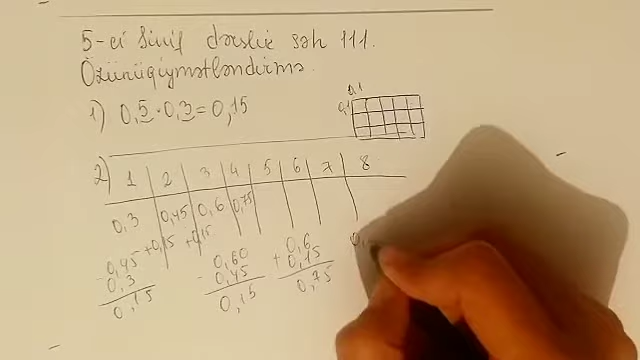 5-ci Sinif dərslik səh 111.
Özünüqiymətləndirmə.
1) 0,5 · 0,3 = 0,15
0,1
0,1
2) 1 2 3 4 5 6 7 8
0,3 0,45 0,6 0,75
+0,15 +0,15
- 0,45
0,3
0,15
- 0,60
0,45
0,15
+ 0,6
0,15
0,75